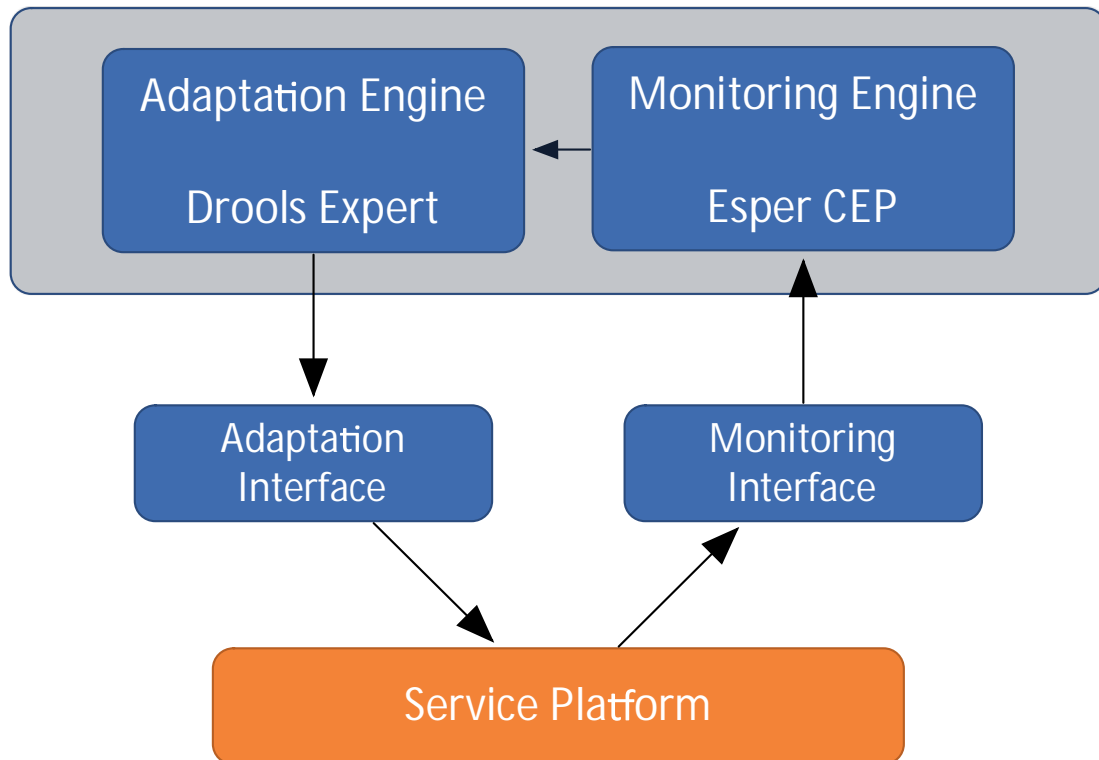 Adaptation Engine
Drools Expert
Monitoring Engine
Esper CEP
Adaptation
Interface
Monitoring
Interface
Service Platform